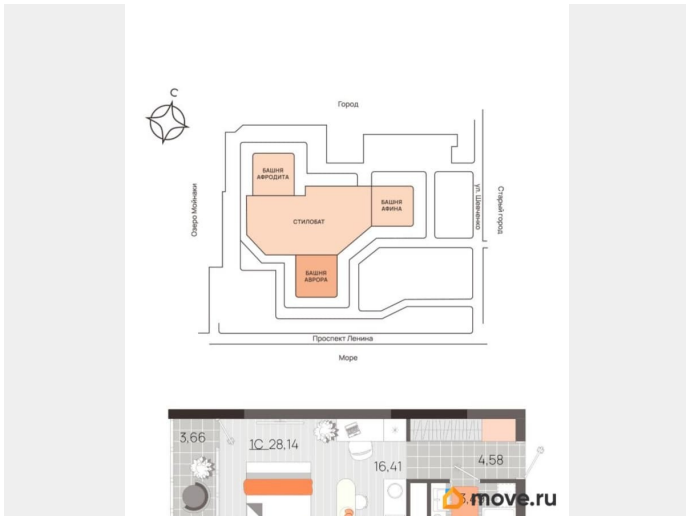 С
Город
БАШНЯ
АФРОДИТА
БАШНЯ
АФИНА
СТИЛОБАТ
БАШНЯ
АВРОРА
Озеро Мойнаки
ул. Шевченко
Старый город
Проспект Ленина
Море
3,66
1С 28,14
16,41
4,58
move.ru